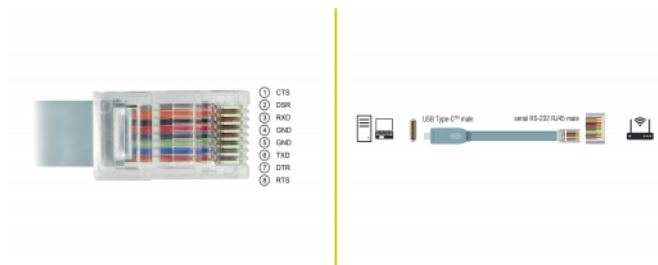 1 CTS
2 DSR
3 RXD
4 GND
5 GND
6 TXD
7 DTR
8 RTS
USB Type-C™ male
serial RS-232 RJ45 male